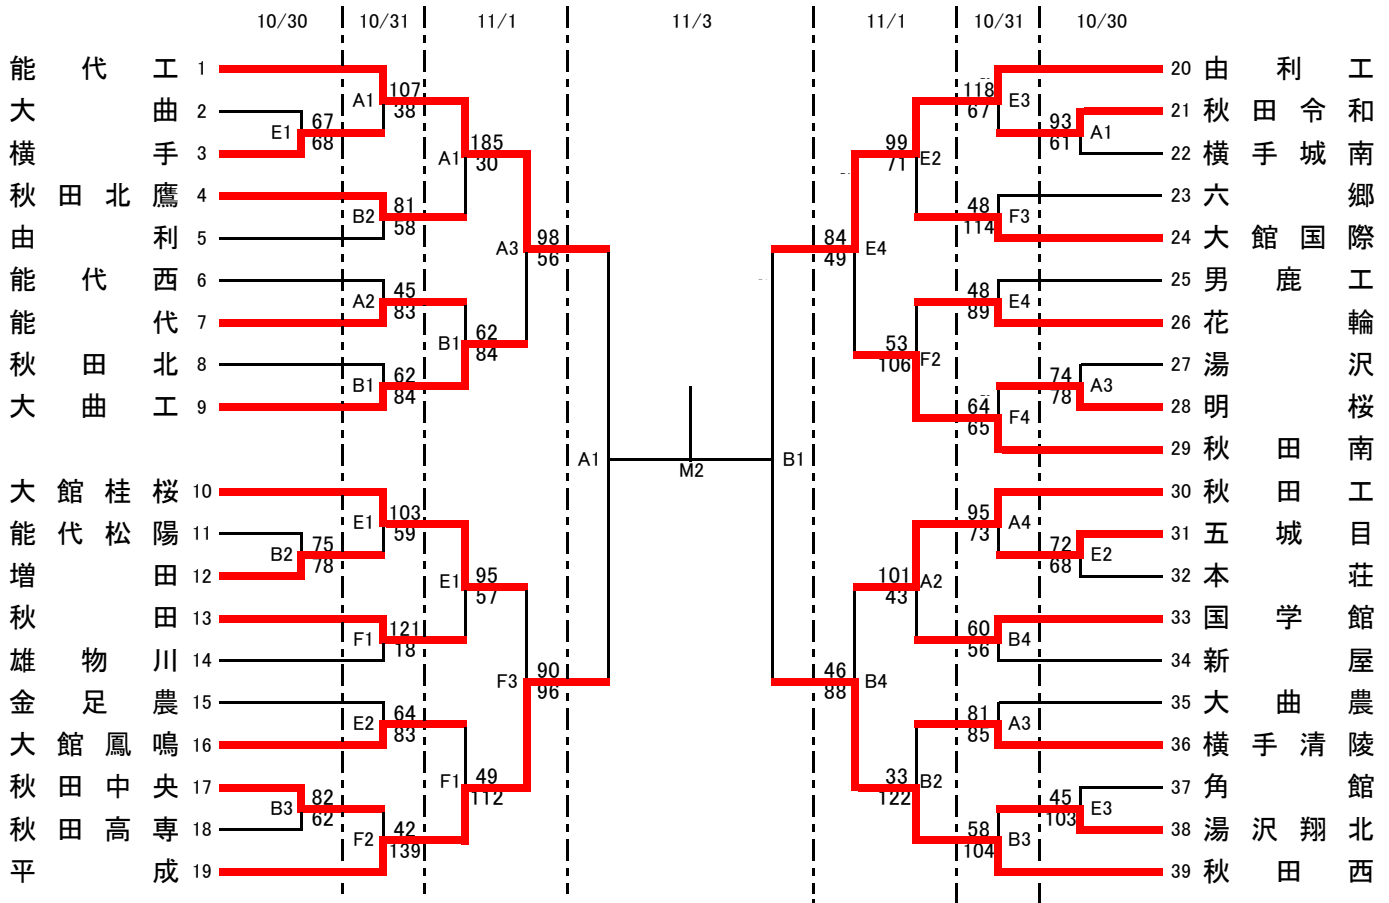 10/30 10/31 11/1 11/3 11/1 10/31 10/30
能代工 1
大曲 2
横手 3
秋田北鷹 4
由利 5
能代西 6
能代 7
秋田北 8
大曲工 9
大館桂桜 10
能代松陽 11
増田 12
秋田 13
雄物川 14
金足農 15
大館鳳鳴 16
秋田中央 17
秋田高専 18
平成 19
E1 67 68
B2 75 78
B3 82 62
A1 107 38
B2 81 58
A2 45 83
B1 62 84
E1 103 59
F1 121 18
E2 64 83
F2 42 139
A1 185 30
B1 62 84
E1 95 57
F1 49 112
A3 98 56
F3 90 96
A1
M2
B1
84 49 E4
46 88 B4
99 71 E2
53 106 F2
101 43 A2
33 122 B2
118 67 E3
48 114 F3
48 89 E4
64 65 F4
95 73 A4
60 56 B4
81 85 A3
58 104 B3
93 61 A1
74 78 A3
72 68 E2
45 103 E3
20 由利工
21 秋田令和
22 横手城南
23 六郷
24 大館国際
25 男鹿工
26 花輪
27 湯沢
28 明桜
29 秋田南
30 秋田工
31 五城目
32 本荘
33 国学館
34 新屋
35 大曲農
36 横手清陵
37 角館
38 湯沢翔北
39 秋田西